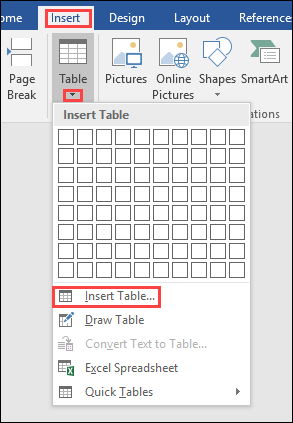 ome Insert Design Layout Reference
Page Break
Table
Pictures
Online Pictures
Shapes
SmartArt
ations
Insert Table
Insert Table...
Draw Table
Convert Text to Table...
Excel Spreadsheet
Quick Tables